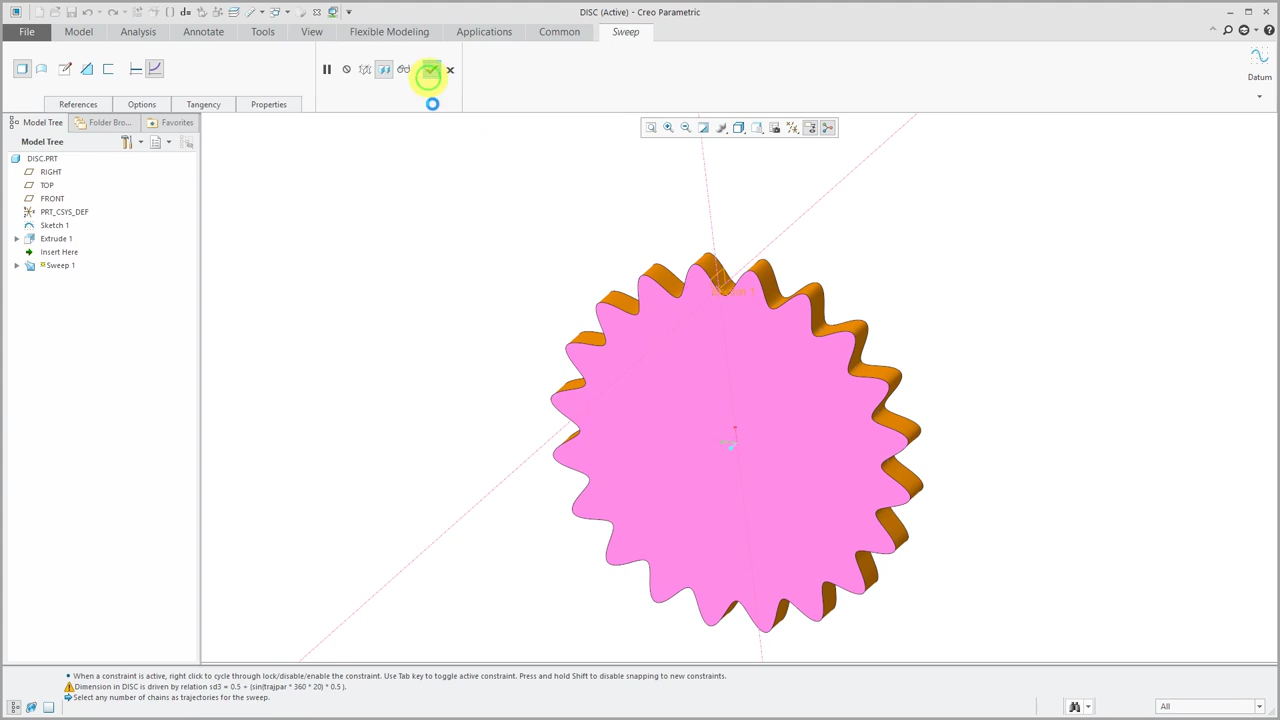 DISC (Active) - Creo Parametric
File
Model
Analysis
Annotate
Tools
View
Flexible Modeling
Applications
Common
Sweep
Datum
References
Options
Tangency
Properties
Model Tree
Folder Bro...
Favorites
Model Tree
DISC.PRT
RIGHT
TOP
FRONT
PRT_CSYS_DEF
Sketch 1
Extrude 1
Insert Here
Sweep 1
When a constraint is active, right click to cycle through lock/disable/enable the constraint. Use Tab key to toggle active constraint. Press and hold Shift to disable snapping to new constraints.
Dimension in DISC is driven by relation sd3 = 0.5 + (sin(trajpar * 360 * 20) * 0.5 ).
Select any number of chains as trajectories for the sweep.
All